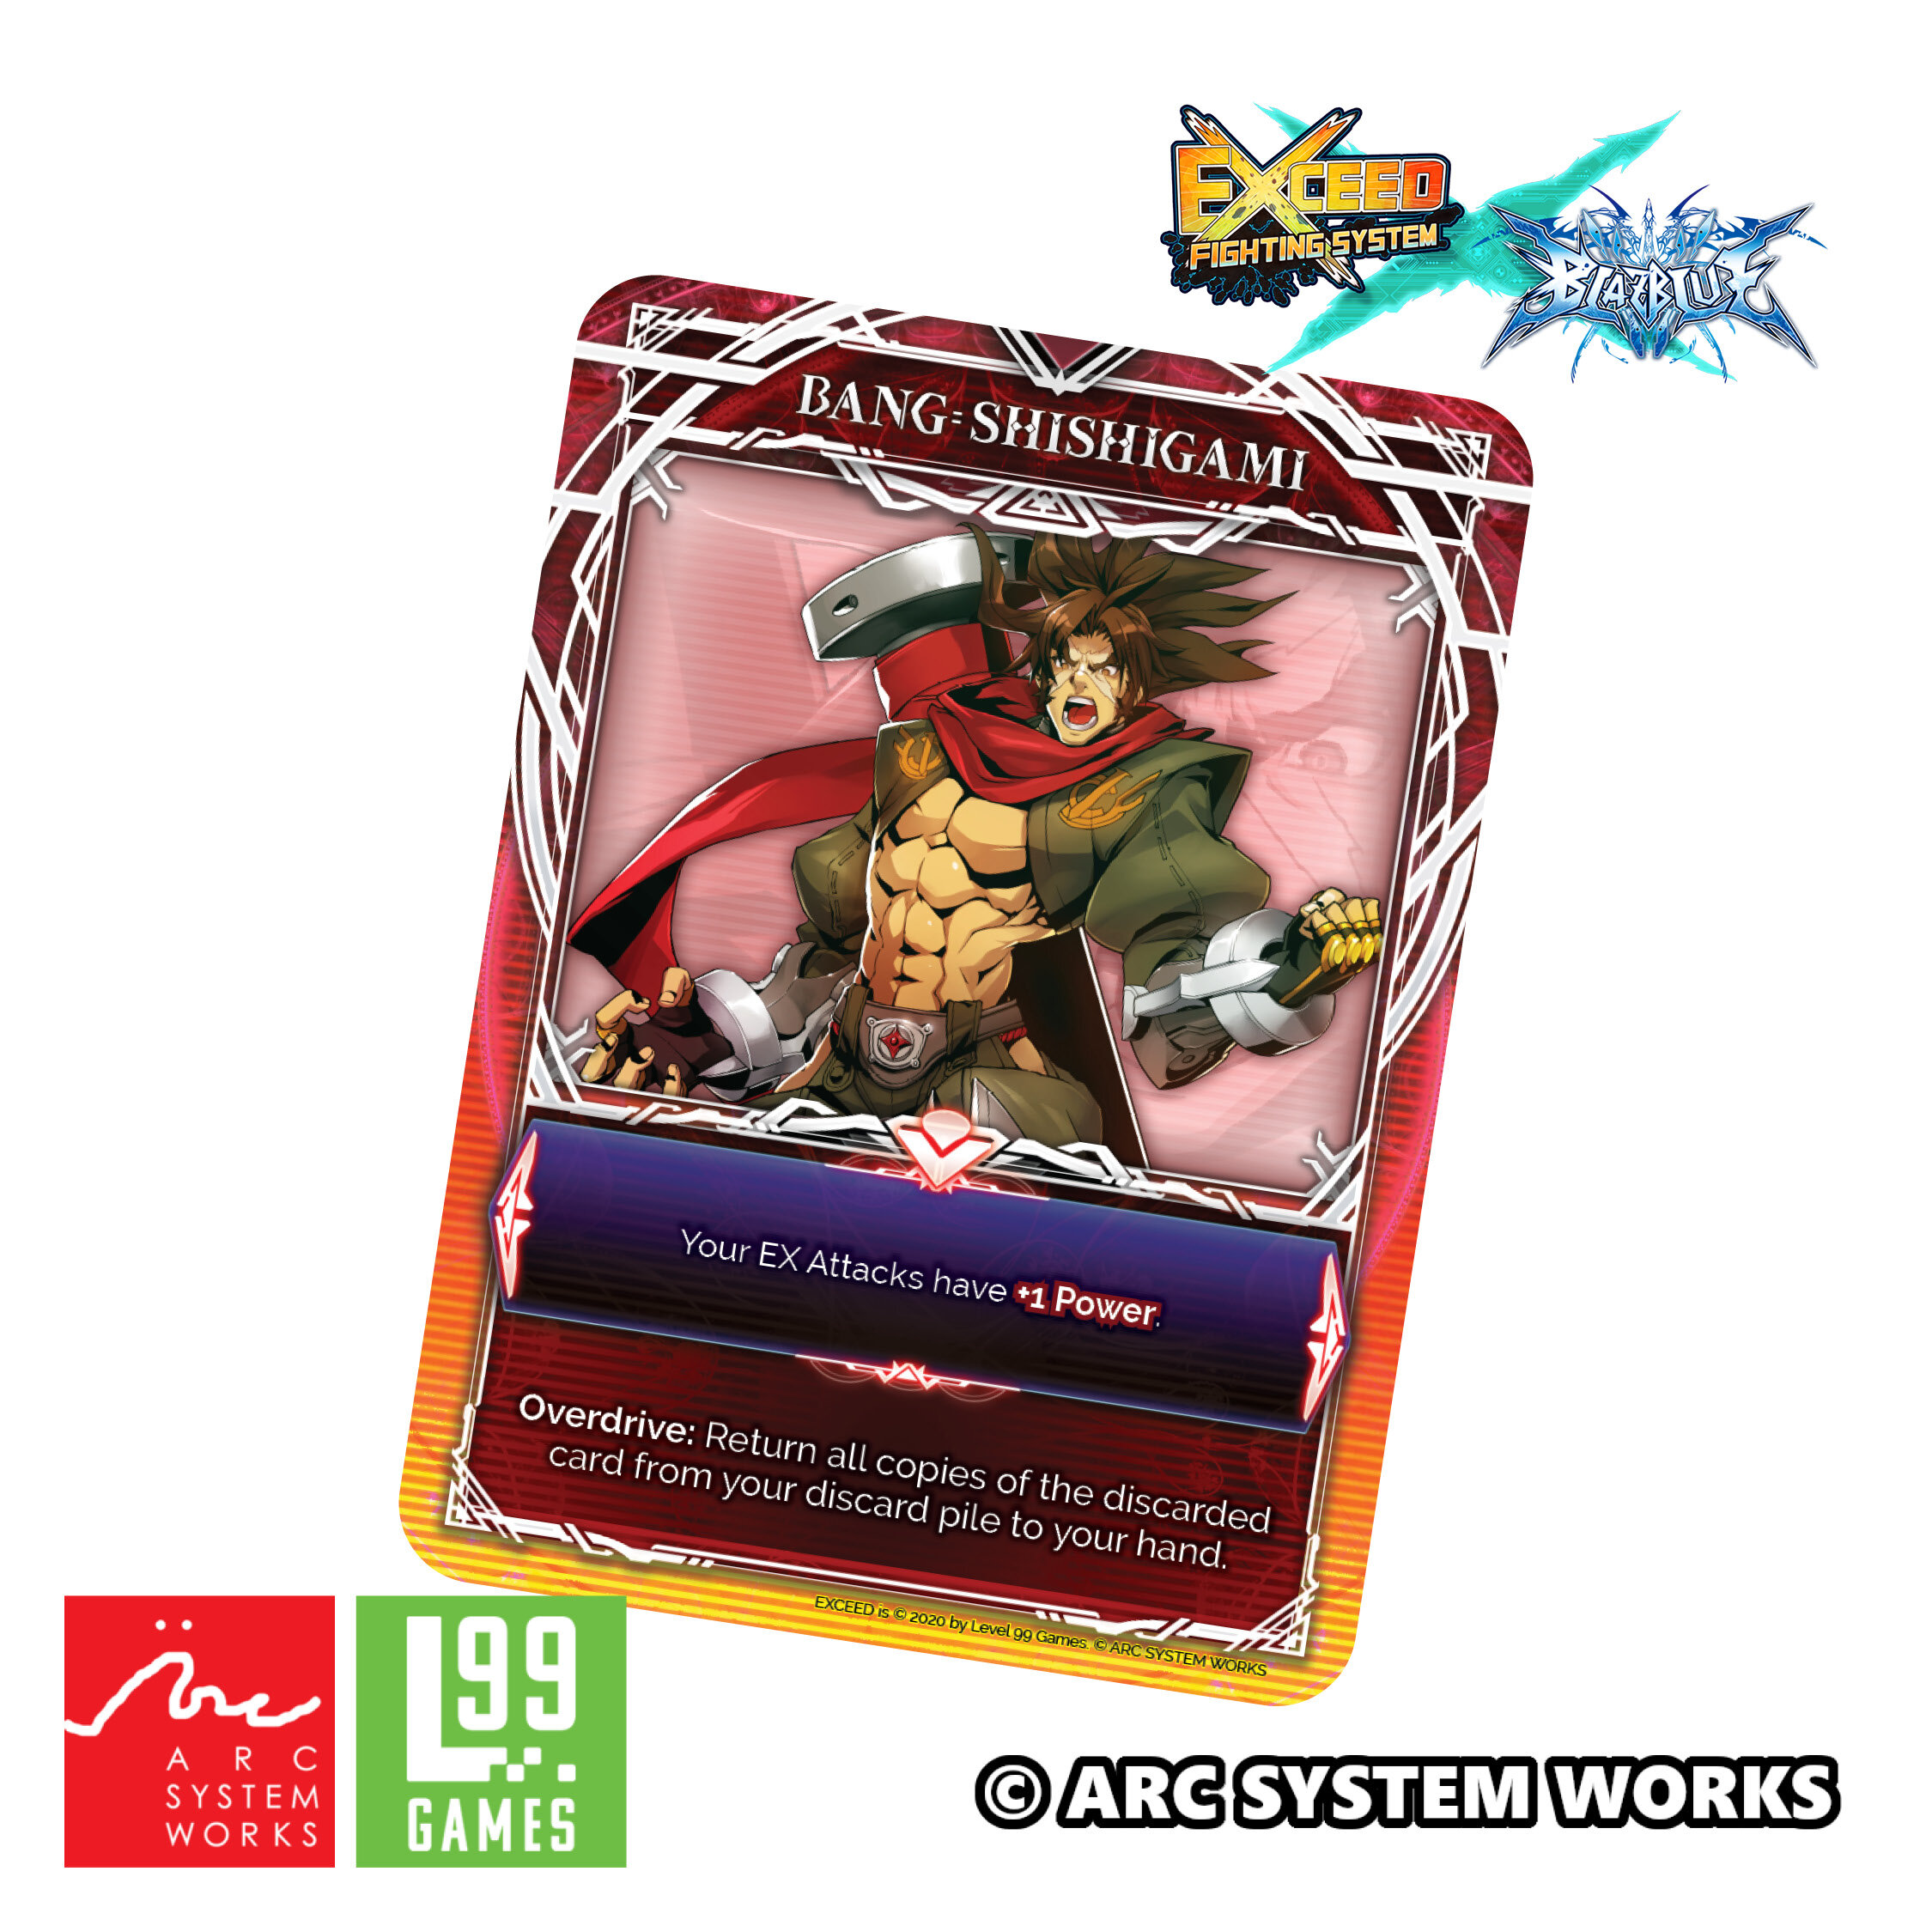 EXCEED
FIGHTING SYSTEM
BLAZBLUE
BANG=SHISHIGAMI
Your EX Attacks have +1 Power.
Overdrive: Return all copies of the discarded
card from your discard pile to your hand.
EXCEED is © 2020 by Level 99 Games. © ARC SYSTEM WORKS
Arc
ARC
SYSTEM
WORKS
L99
GAMES
© ARC SYSTEM WORKS